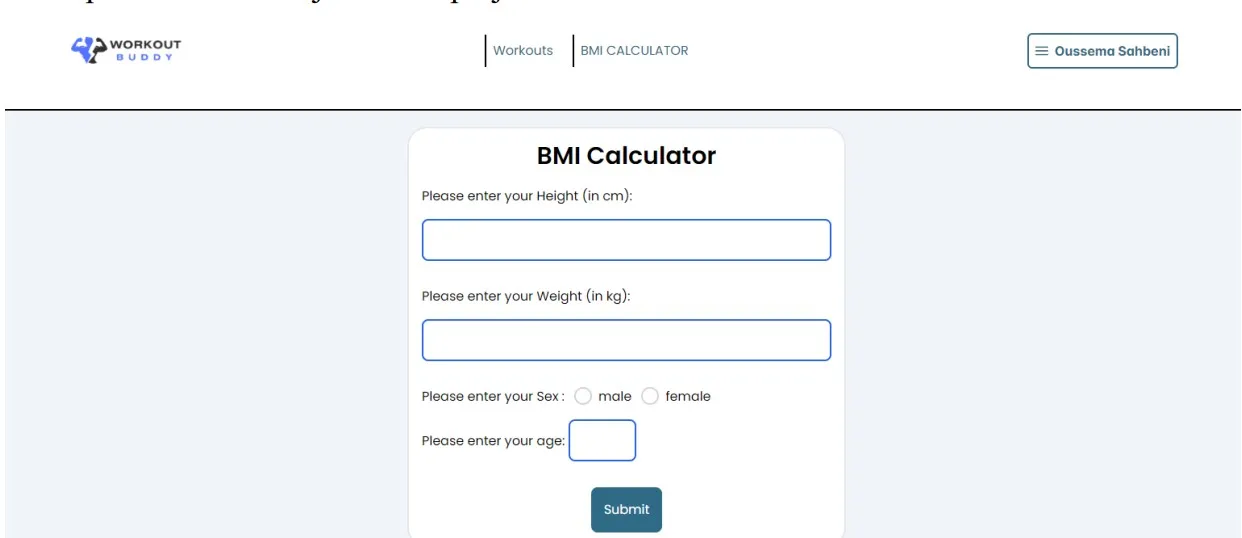 WORKOUT
BUDDY
Workouts
BMI CALCULATOR
Oussema Sahbeni
BMI Calculator
Please enter your Height (in cm):
Please enter your Weight (in kg):
Please enter your Sex : male female
Please enter your age:
Submit